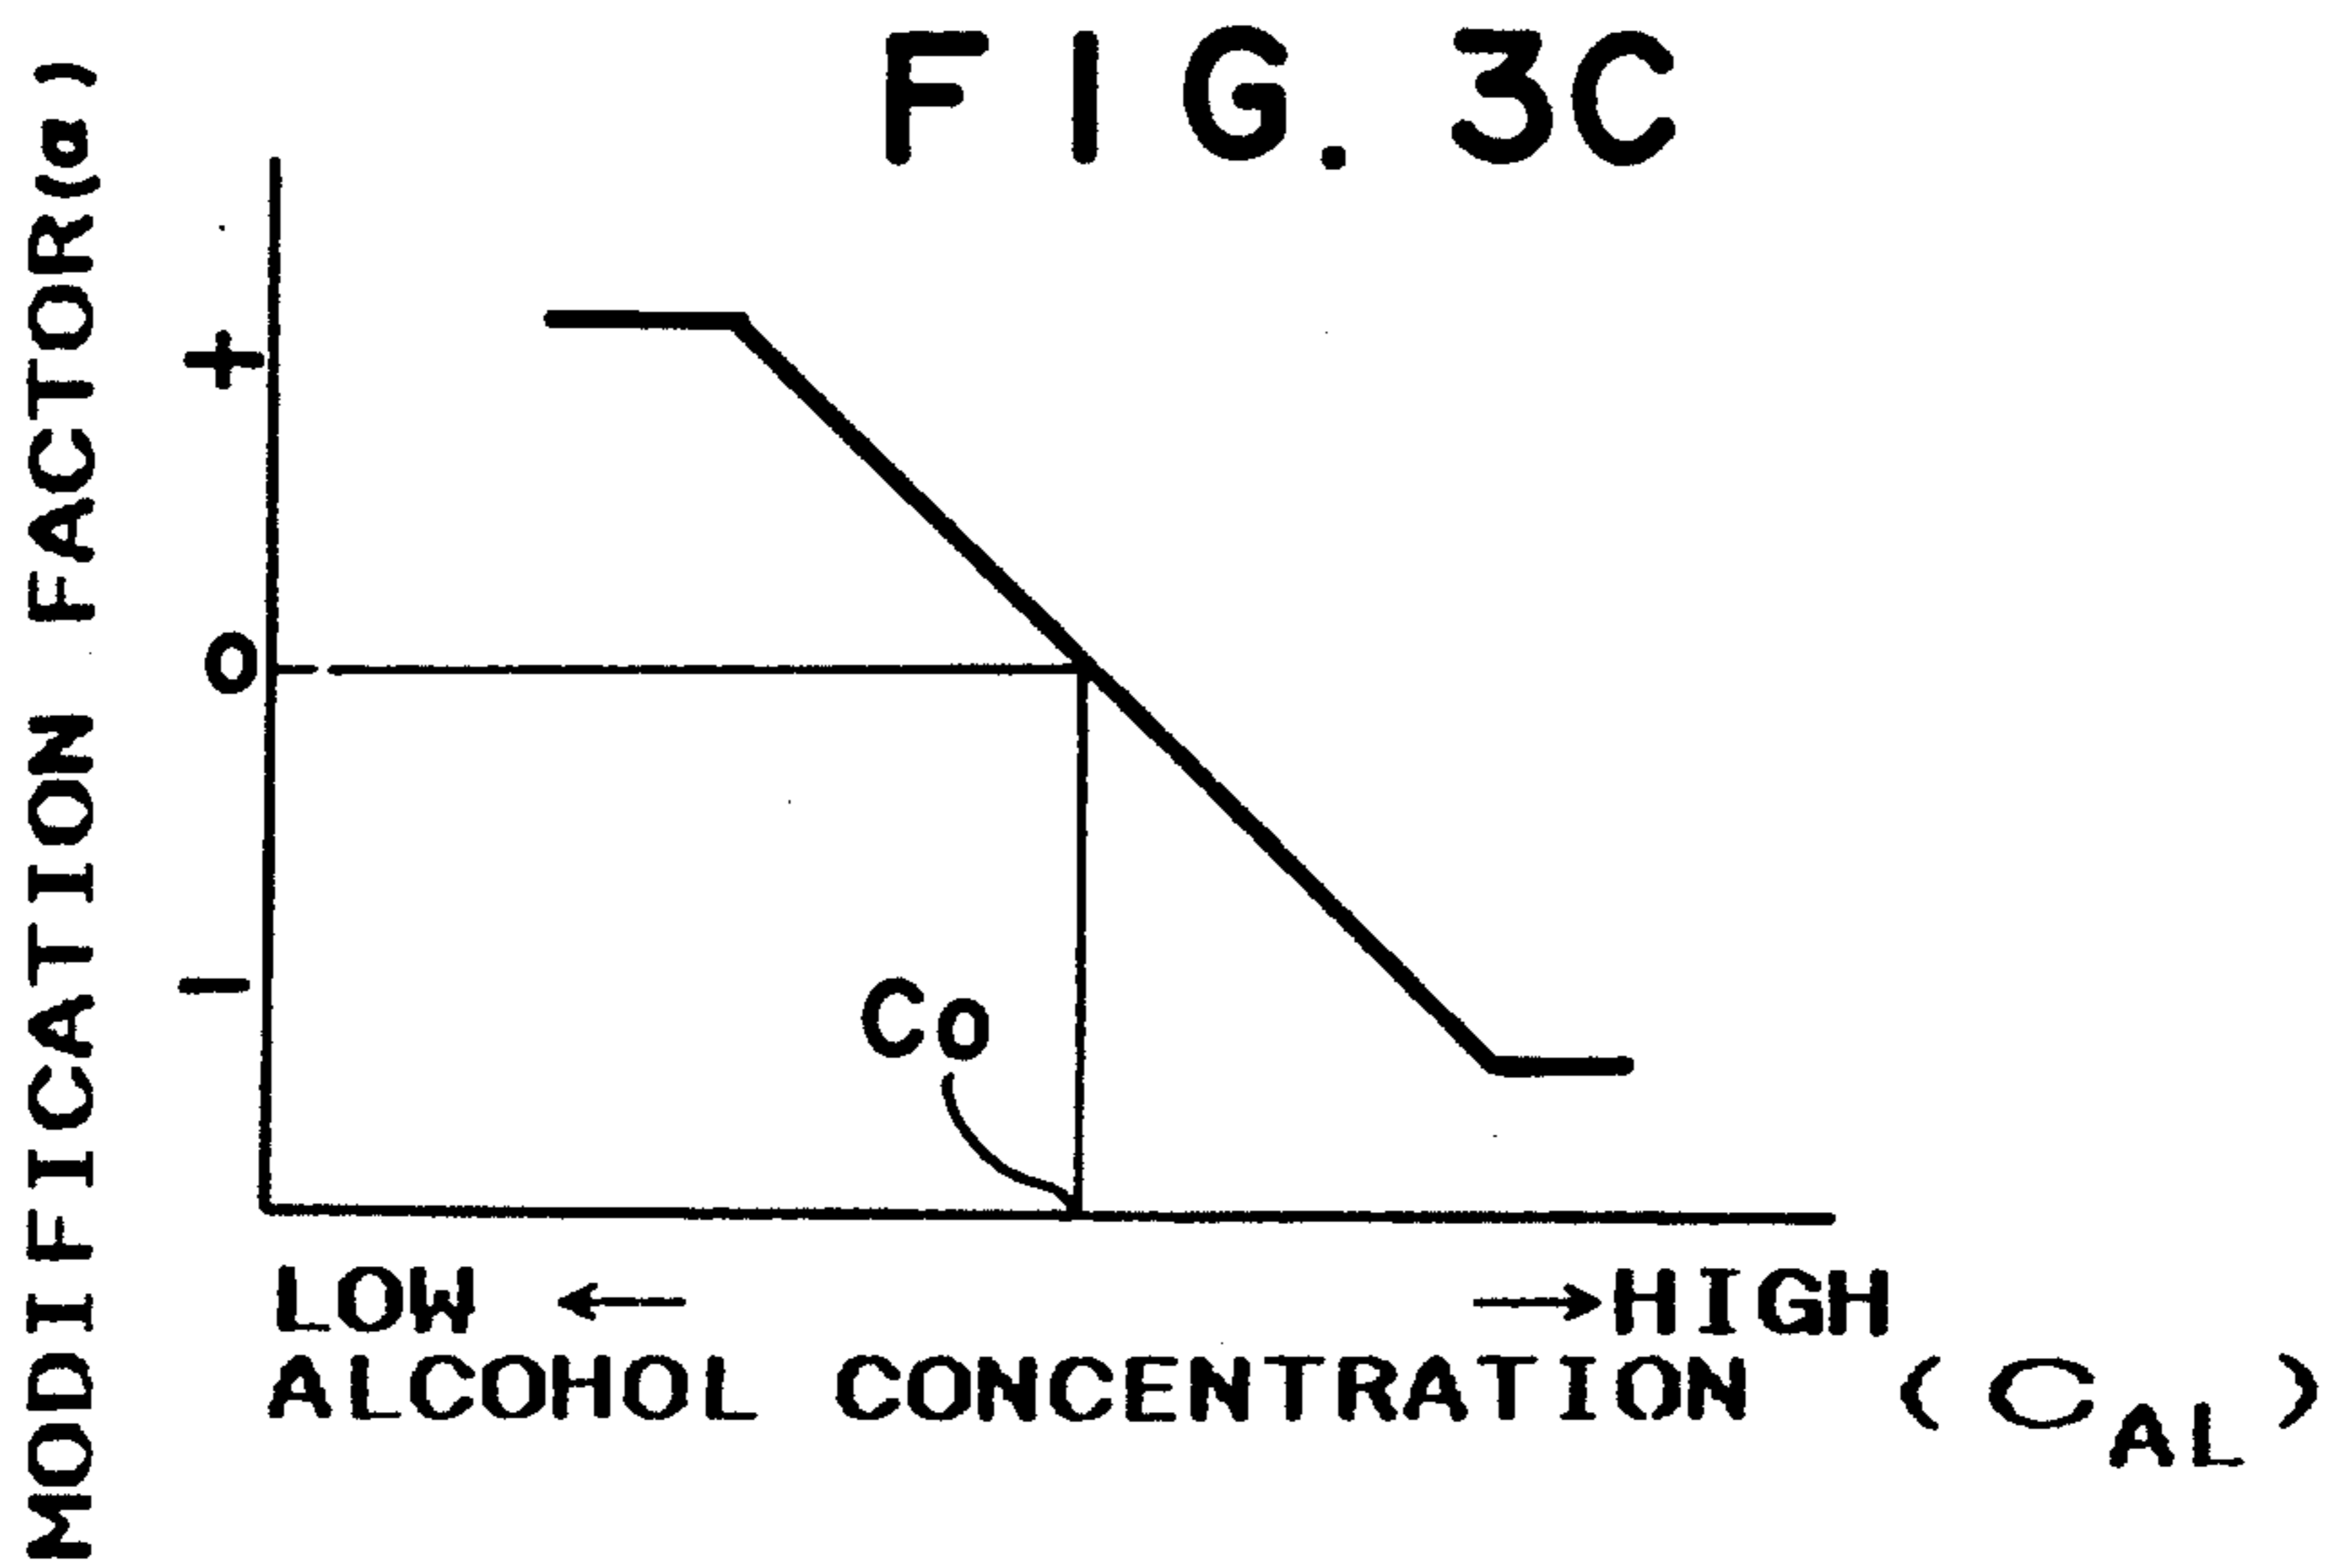 FIG. 3C
MODIFICATION FACTOR(α)
+
0
−
Co
LOW ← → HIGH
ALCOHOL CONCENTRATION (CAL)